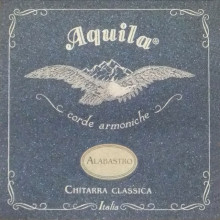 Aquila®
corde armoniche
ALABASTRO
CHITARRA CLASSICA
Italia